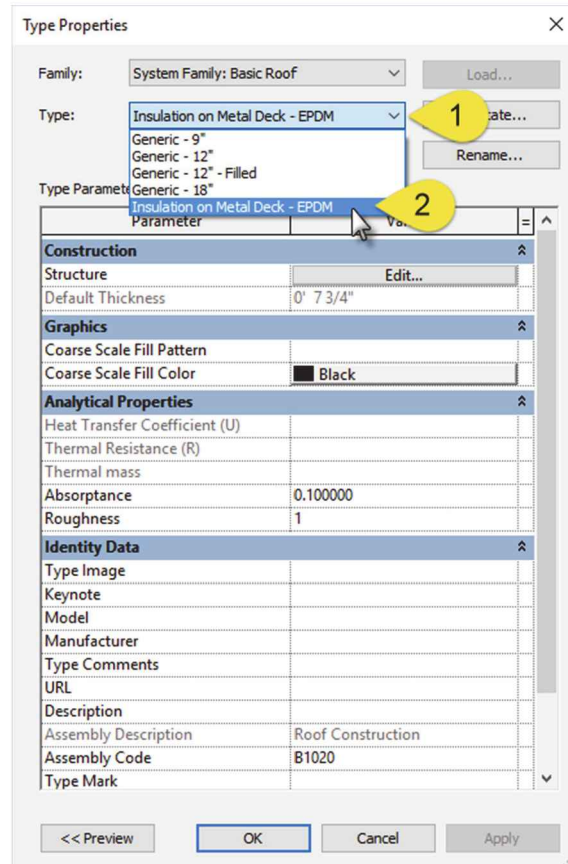 Type Properties
Family: System Family: Basic Roof Load...
Type: Insulation on Metal Deck - EPDM 1
Generic - 9"
Generic - 12"
Generic - 12" - Filled Rename...
Generic - 18"
Insulation on Metal Deck - EPDM 2
Parameter =
Construction
Structure Edit...
Default Thickness 0' 7 3/4"
Graphics
Coarse Scale Fill Pattern
Coarse Scale Fill Color Black
Analytical Properties
Heat Transfer Coefficient (U)
Thermal Resistance (R)
Thermal mass
Absorptance 0.100000
Roughness 1
Identity Data
Type Image
Keynote
Model
Manufacturer
Type Comments
URL
Description
Assembly Description Roof Construction
Assembly Code B1020
Type Mark
<< Preview OK Cancel Apply